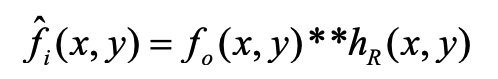 f̂ᵢ(x, y) = fₒ(x, y)**h_R(x, y)